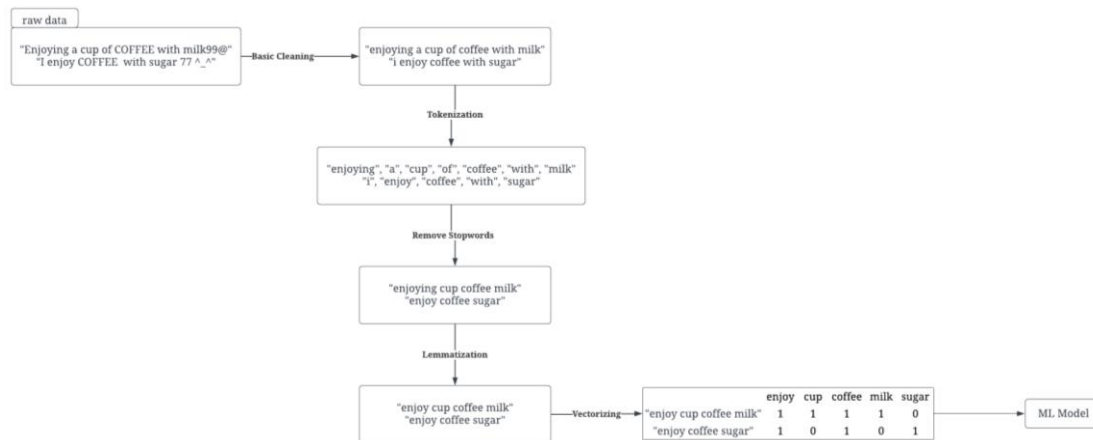 raw data
"Enjoying a cup of COFFEE with milk99@"
"I enjoy COFFEE with sugar 77 ^_^"
Basic Cleaning
"enjoying a cup of coffee with milk"
"i enjoy coffee with sugar"
Tokenization
"enjoying", "a", "cup", "of", "coffee", "with", "milk"
"i", "enjoy", "coffee", "with", "sugar"
Remove Stopwords
"enjoying cup coffee milk"
"enjoy coffee sugar"
Lemmatization
"enjoy cup coffee milk"
"enjoy coffee sugar"
Vectorizing
enjoy cup coffee milk sugar
"enjoy cup coffee milk" 1 1 1 1 0
"enjoy coffee sugar" 1 0 1 0 1
ML Model